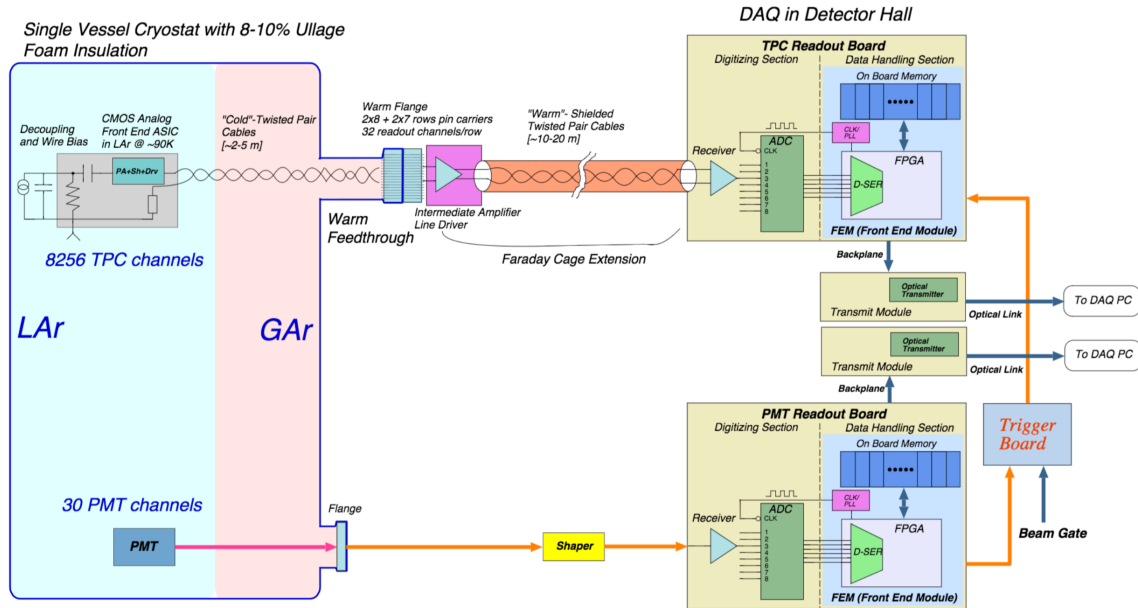 Single Vessel Cryostat with 8-10% Ullage
Foam Insulation
DAQ in Detector Hall
Decoupling
and Wire Bias
CMOS Analog
Front End ASIC
in LAr @ ~90K
PA+Sh+Drv
"Cold"-Twisted Pair
Cables
[~2-5 m]
Warm Flange
2x8 + 2x7 rows pin carriers
32 readout channels/row
"Warm"- Shielded
Twisted Pair Cables
[~10-20 m]
Warm
Feedthrough
Intermediate Amplifier
Line Driver
Faraday Cage Extension
8256 TPC channels
LAr
GAr
TPC Readout Board
Digitizing Section
Data Handling Section
On Board Memory
Receiver
ADC
CLK
1
2
3
4
5
6
7
8
CLK/
PLL
FPGA
D-SER
FEM (Front End Module)
Backplane
Optical
Transmitter
Transmit Module
Optical Link
To DAQ PC
Optical
Transmitter
Transmit Module
Optical Link
To DAQ PC
Backplane
PMT Readout Board
Digitizing Section
Data Handling Section
On Board Memory
Receiver
ADC
CLK
1
2
3
4
5
6
7
8
CLK/
PLL
FPGA
D-SER
FEM (Front End Module)
Trigger
Board
Beam Gate
30 PMT channels
PMT
Flange
Shaper